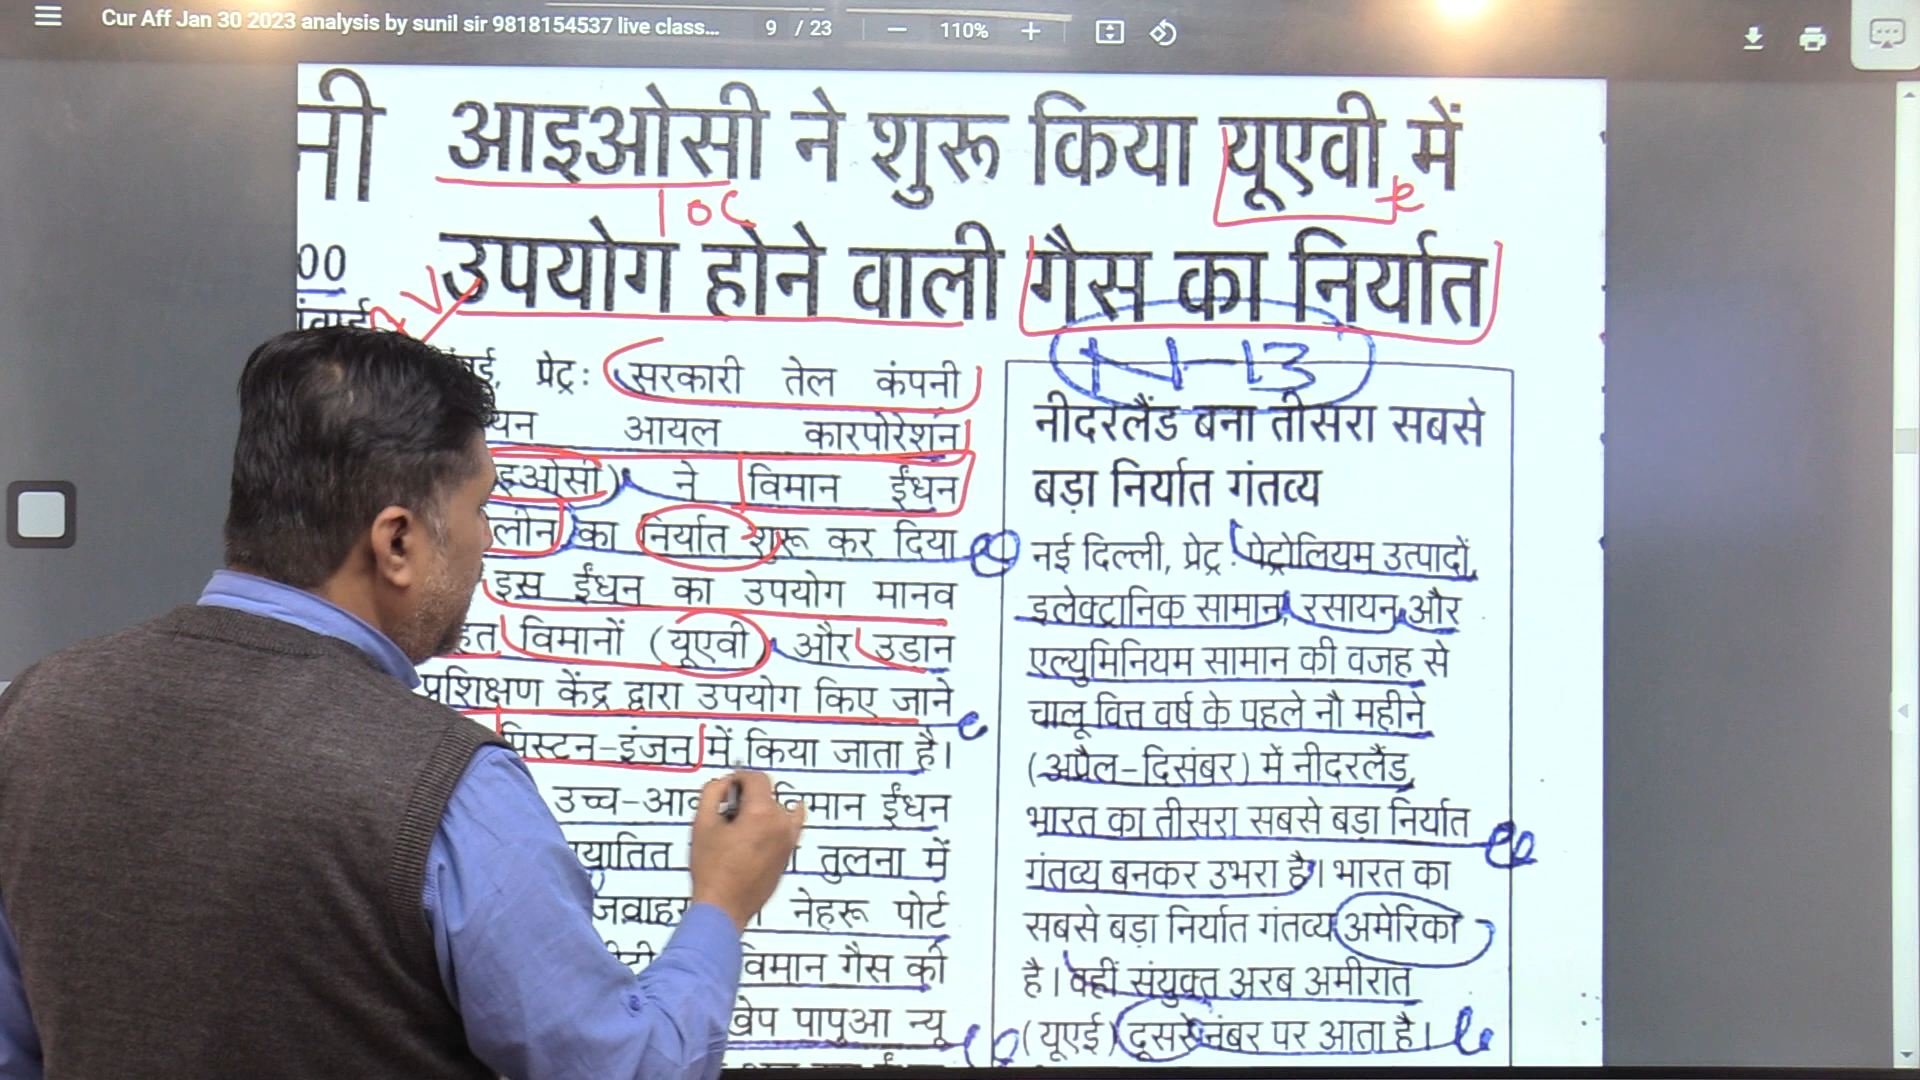 Cur Aff Jan 30 2023 analysis by sunil sir 9818154537 live class...
9 / 23
110%
नी
आइओसी ने शुरू किया यूएवी में
IOC
उपयोग होने वाली गैस का निर्यात
00
प्रेट्र: सरकारी तेल कंपनी
आयल कारपोरेशन
ने विमान ईंधन
का निर्यात शुरू कर दिया
इस ईंधन का उपयोग मानव
विमानों (यूएवी) और उड़ान
प्रशिक्षण केंद्र द्वारा उपयोग किए जाने
पिस्टन-इंजन में किया जाता है।
विमान ईंधन
तुलना में
नेहरू पोर्ट
विमान गैस की
खेप पापुआ न्यू
N-13
नीदरलैंड बना तीसरा सबसे
बड़ा निर्यात गंतव्य
नई दिल्ली, प्रेट्र: पेट्रोलियम उत्पादों,
इलेक्ट्रानिक सामान, रसायन और
एल्युमिनियम सामान की वजह से
चालू वित्त वर्ष के पहले नौ महीने
(अप्रैल-दिसंबर) में नीदरलैंड,
भारत का तीसरा सबसे बड़ा निर्यात
गंतव्य बनकर उभरा है। भारत का
सबसे बड़ा निर्यात गंतव्य अमेरिका
है। वहीं संयुक्त अरब अमीरात
(यूएई) दूसरे नंबर पर आता है।